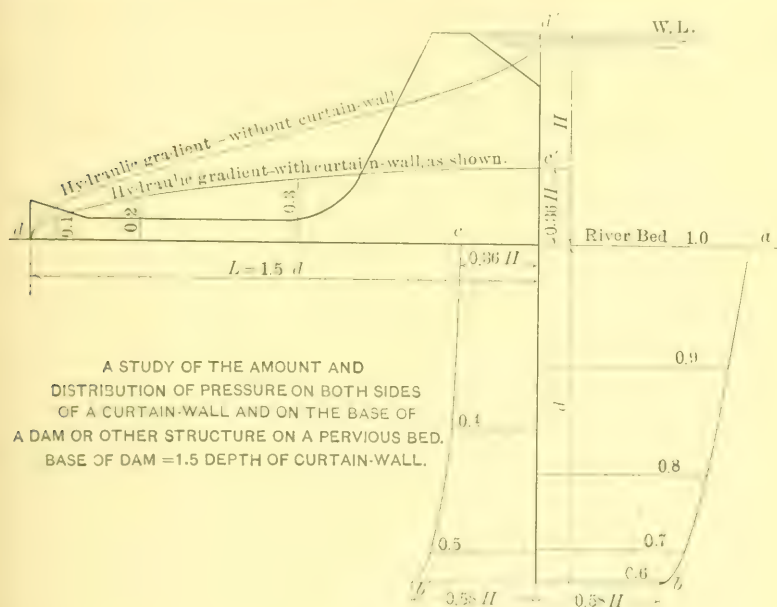 W. L.
i
Hydraulic gradient - without curtain-wall
H
Hydraulic gradient-with curtain-wall, as shown.
c'
0.36 H
d
0.1
0.2
0.3
c
River Bed 1.0 a
0.36 H
L = 1.5 d
A STUDY OF THE AMOUNT AND
DISTRIBUTION OF PRESSURE ON BOTH SIDES
OF A CURTAIN-WALL AND ON THE BASE OF
A DAM OR OTHER STRUCTURE ON A PERVIOUS BED.
BASE OF DAM = 1.5 DEPTH OF CURTAIN-WALL.
0.9
d
0.4
0.8
0.5
0.7
0.6
b'
b
0.58 H
0.58 H